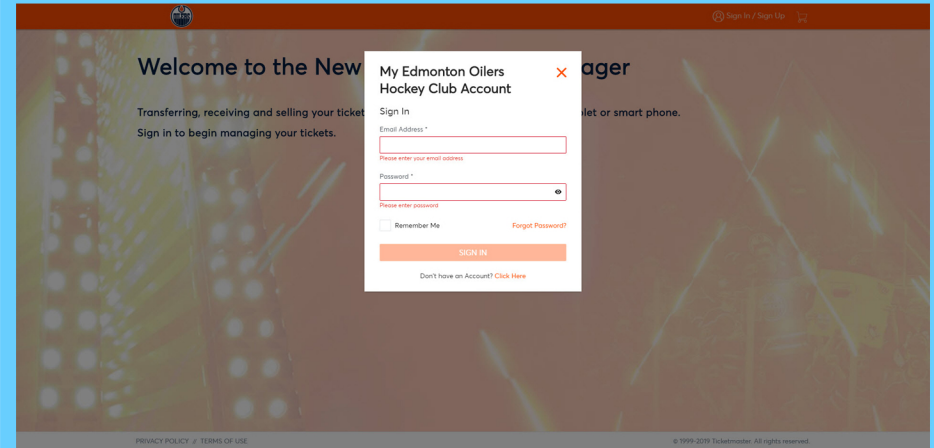 Sign In / Sign Up
Welcome to the New
ager
Transferring, receiving and selling your ticket
let or smart phone.
Sign in to begin managing your tickets.
My Edmonton Oilers
Hockey Club Account
Sign In
Email Address *
Please enter your email address
Password *
Please enter password
Remember Me
Forgot Password?
SIGN IN
Don't have an Account? Click Here
PRIVACY POLICY // TERMS OF USE
© 1999-2019 Ticketmaster. All rights reserved.